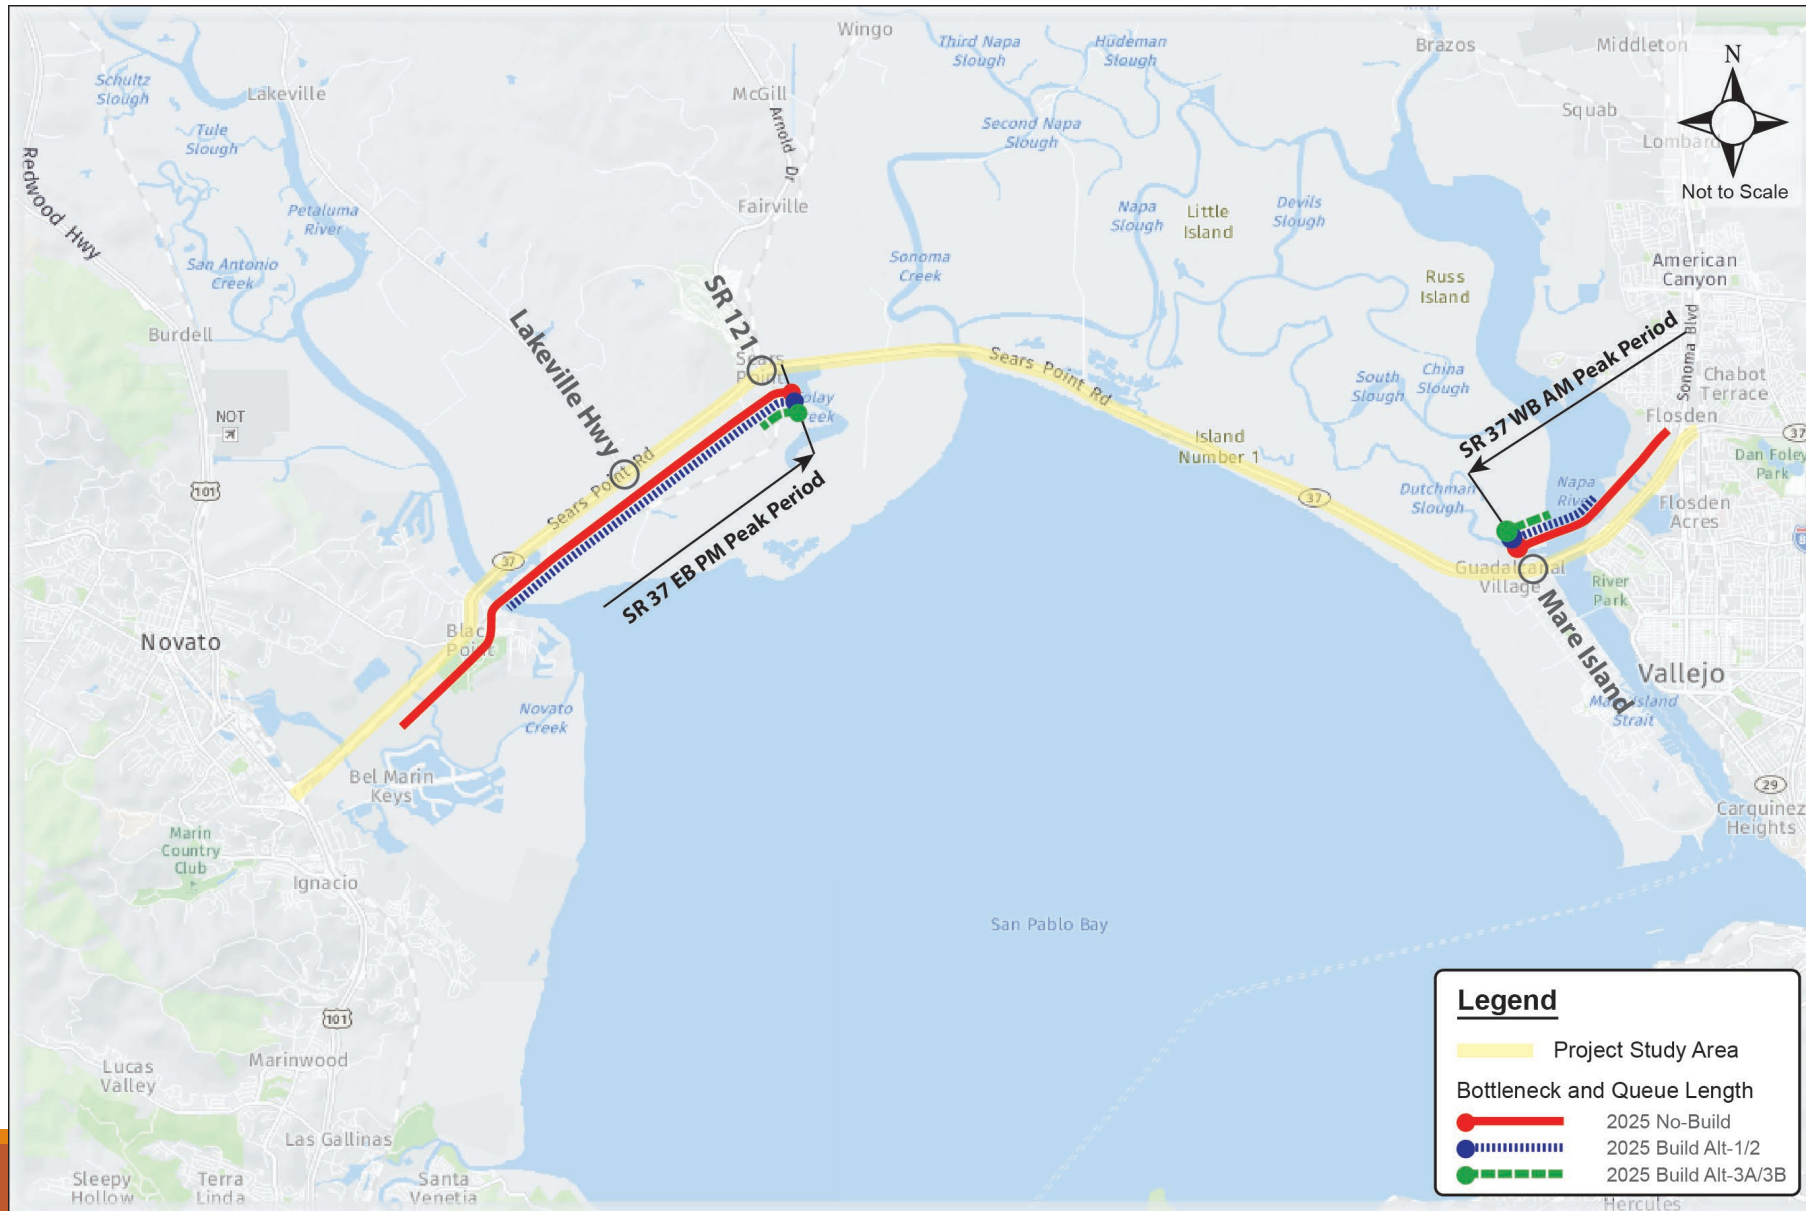 Wingo
Third Napa
Slough
Hudeman
Slough
Brazos
Middleton
N
Not to Scale
Schultz
Slough
Lakeville
McGill
Squab
Lombard
Tule
Slough
Arnold Dr
Second Napa
Slough
Redwood Hwy
Petaluma
River
Fairville
Napa
Slough
Little
Island
Devils
Slough
San Antonio
Creek
Sonoma
Creek
American
Canyon
Russ
Island
SR 121
Lakeville Hwy
Burdell
Sears
Point
Sears Point Rd
SR 37 WB AM Peak Period
Sonoma Blvd
South
Slough
China
Slough
Chabot
Terrace
Flosden
37
NOT
Tolay
Creek
Island
Number 1
Dan Foley
Park
101
Sears Point Rd
37
Dutchman
Slough
Napa
River
Flosden
Acres
SR 37 EB PM Peak Period
37
Guadalcanal
Village
River
Park
Mare Island
Novato
Black
Point
Vallejo
Mare Island
Strait
Novato
Creek
Bel Marin
Keys
29
Carquinez
Heights
Marin
Country
Club
Ignacio
San Pablo Bay
101
Marinwood
Lucas
Valley
Las Gallinas
Sleepy
Hollow
Terra
Linda
Santa
Venetia
Legend
Project Study Area
Bottleneck and Queue Length
2025 No-Build
2025 Build Alt-1/2
2025 Build Alt-3A/3B
Hercules